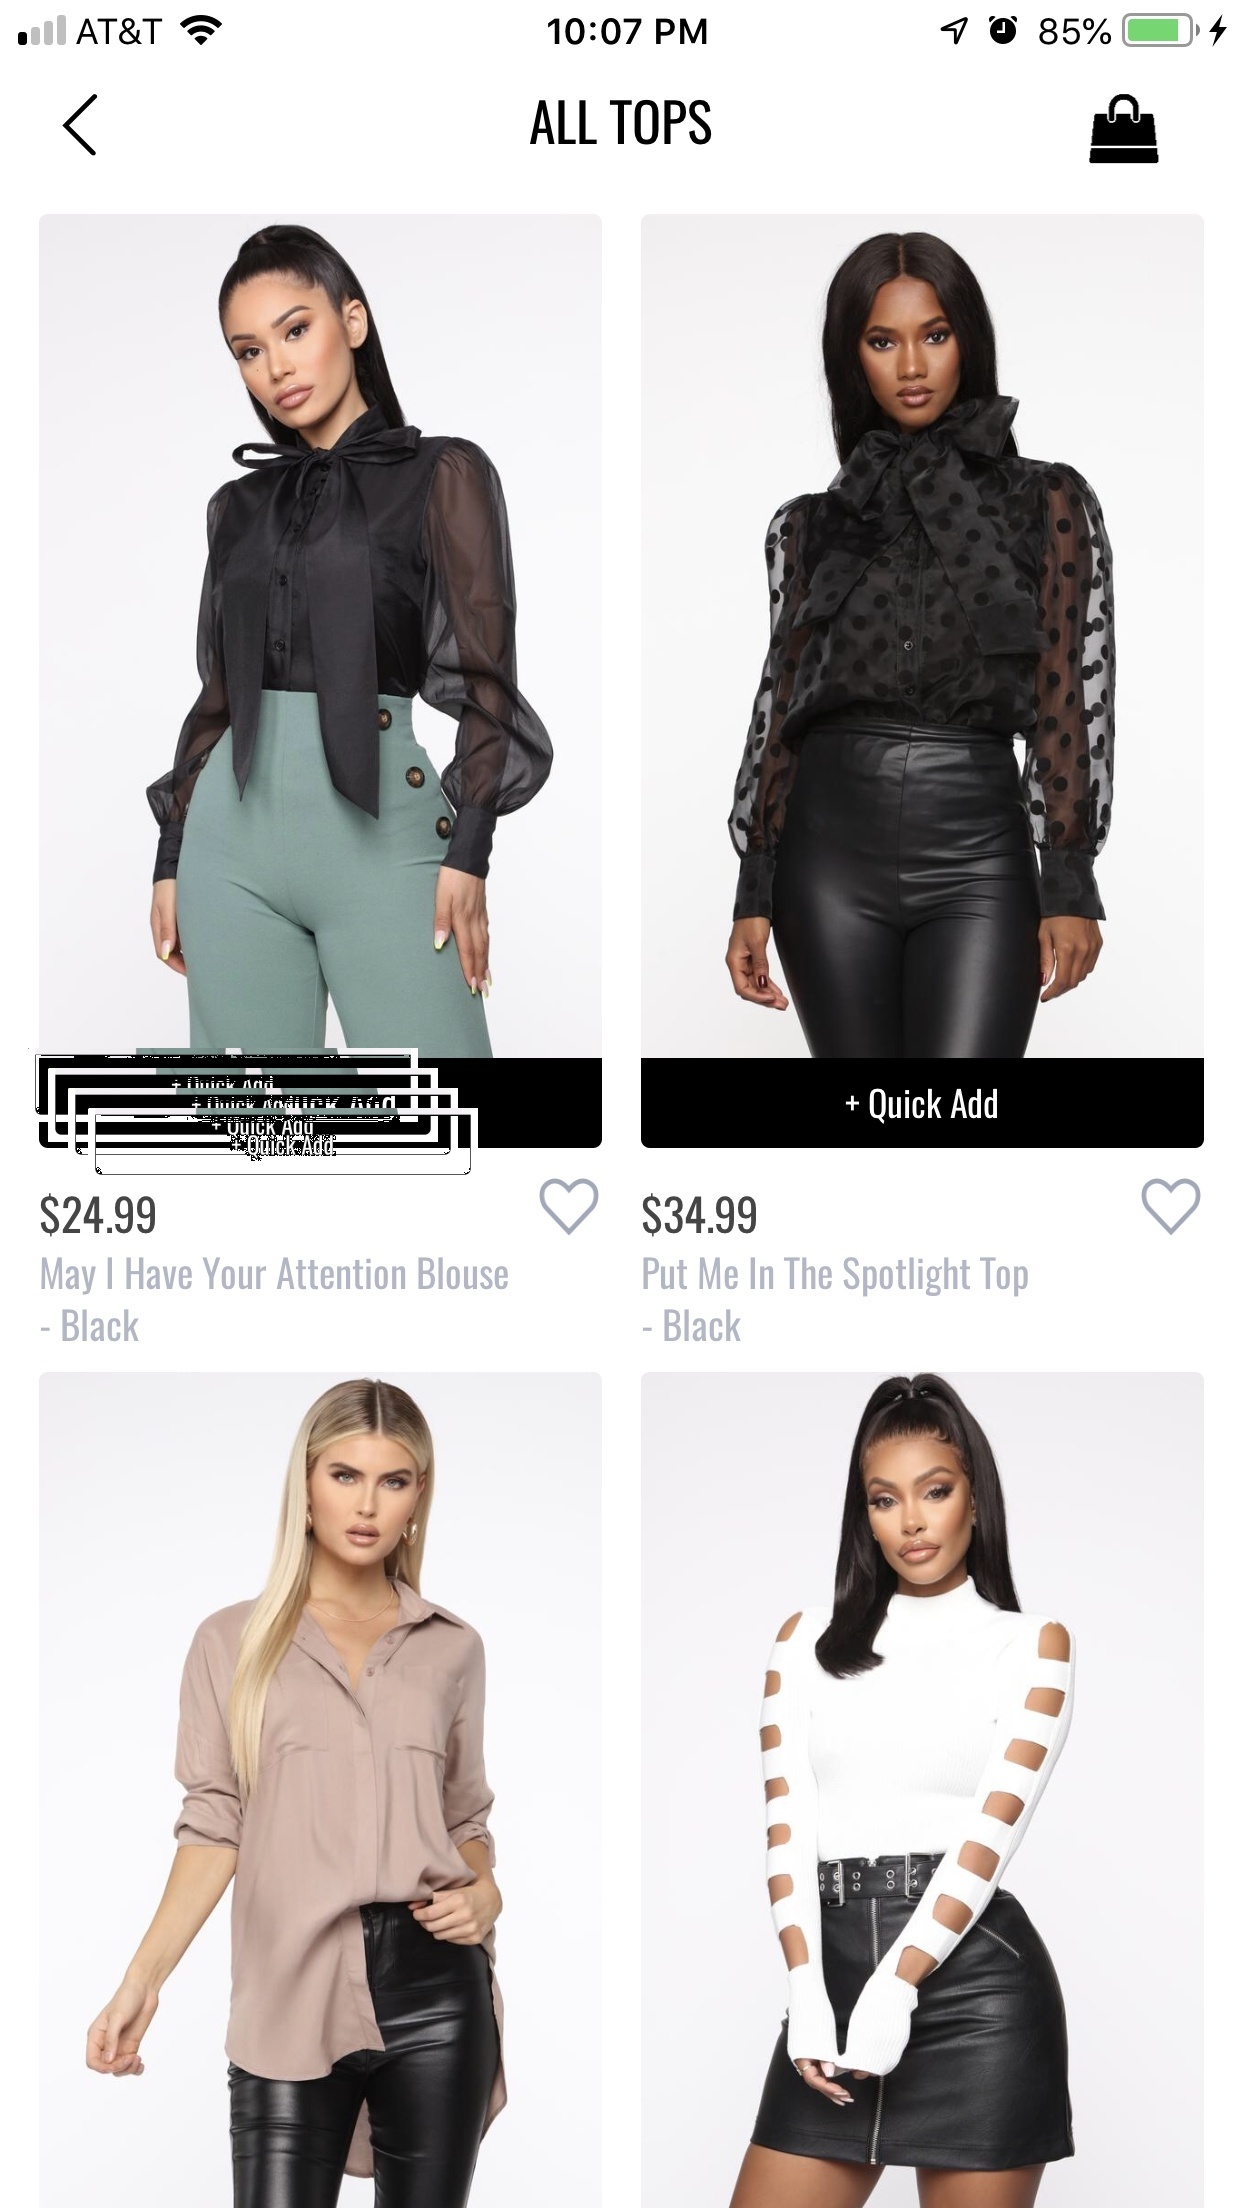 AT&T 10:07 PM 85%
ALL TOPS
+ Quick Add
+ Quick Add
+ Quick Add
+ Quick Add
+ Quick Add
$24.99
$34.99
May I Have Your Attention Blouse
- Black
Put Me In The Spotlight Top
- Black